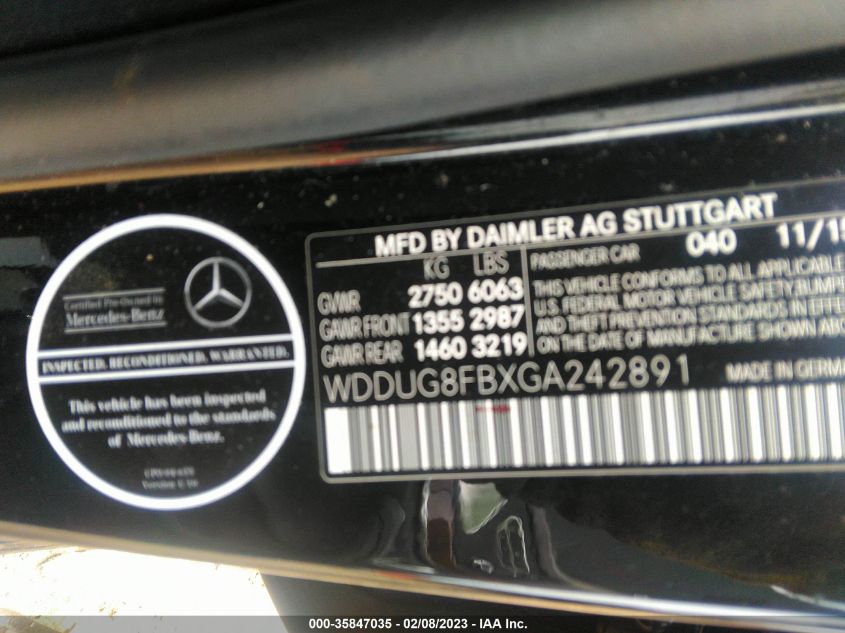 Certified Pre-Owned by
Mercedes-Benz
INSPECTED. RECONDITIONED. WARRANTED.
This vehicle has been inspected
and reconditioned to the standards
of Mercedes-Benz.
MFD BY DAIMLER AG STUTTGART
KG LBS
GVWR 2750 6063
GAWR FRONT 1355 2987
GAWR REAR 1460 3219
PASSENGER CAR 040 11/15
THIS VEHICLE CONFORMS TO ALL APPLICABLE
U.S. FEDERAL MOTOR VEHICLE SAFETY, BUMPE
AND THEFT PREVENTION STANDARDS IN EFFE
ON THE DATE OF MANUFACTURE SHOWN ABO
WDDUG8FBXGA242891 MADE IN GERMA
000-35847035 - 02/08/2023 - IAA Inc.